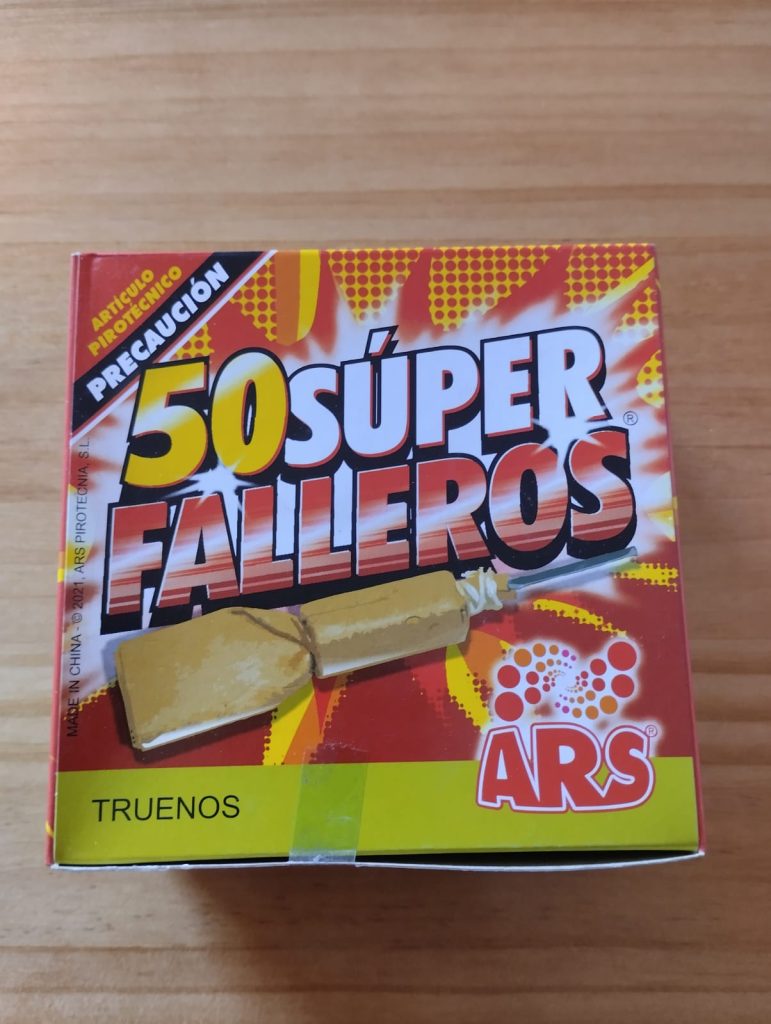 ARTÍCULO
PIROTÉCNICO
PRECAUCIÓN
50 SÚPER
FALLEROS®
MADE IN CHINA - © 2021, ARS PIROTECNIA, S.L.
ARS®
TRUENOS